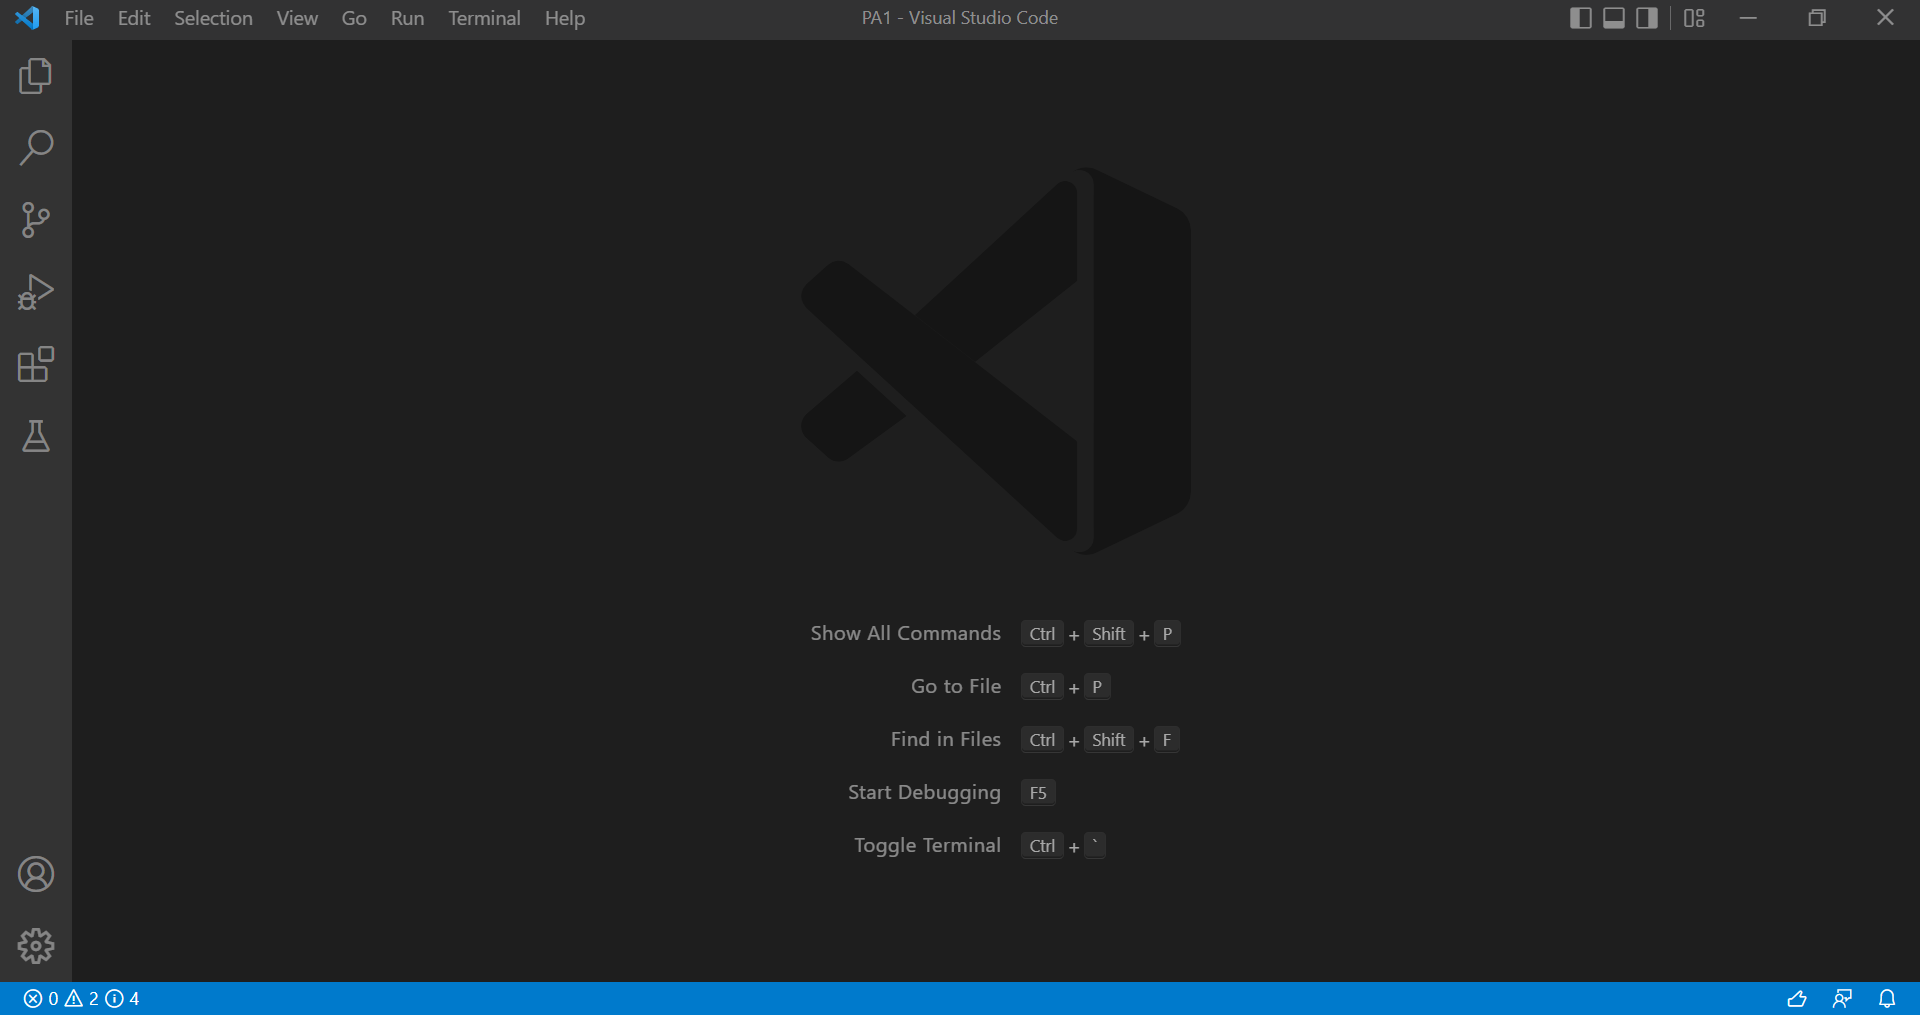 File Edit Selection View Go Run Terminal Help PA1 - Visual Studio Code
Show All Commands Ctrl + Shift + P
Go to File Ctrl + P
Find in Files Ctrl + Shift + F
Start Debugging F5
Toggle Terminal Ctrl + `
0 2 4